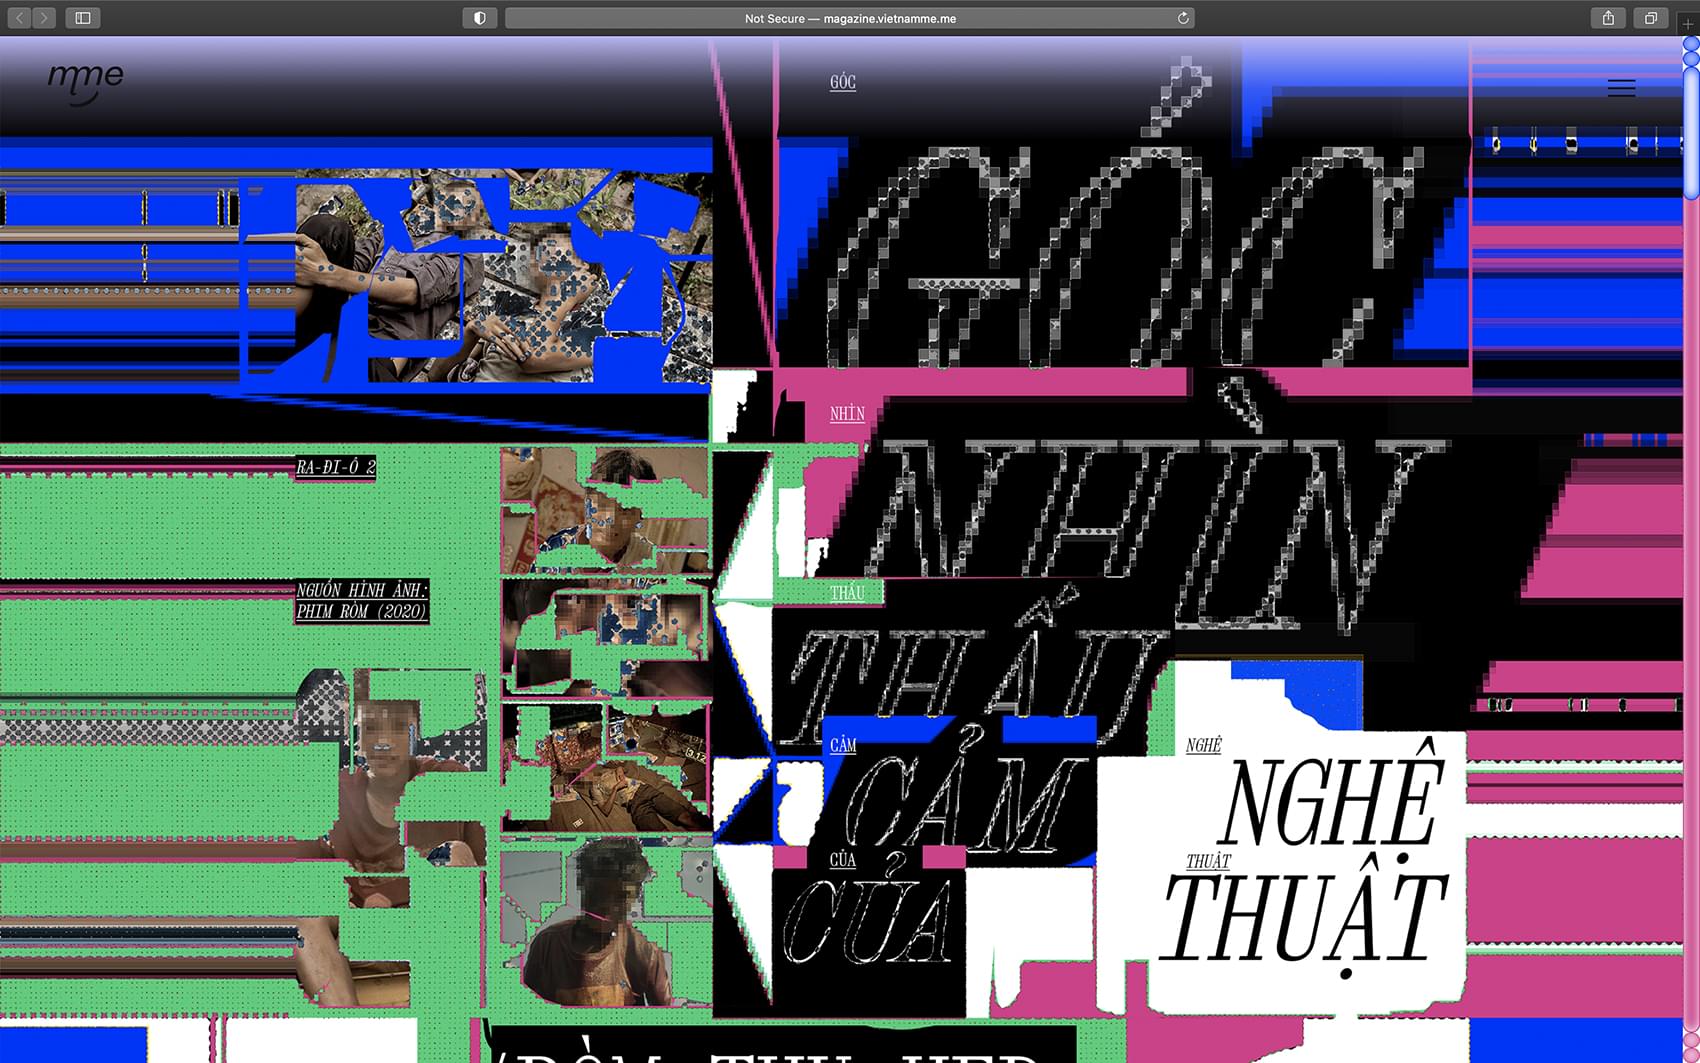 Not Secure — magazine.vietnamme.me
mme
GÓC
GÓC
NHÌN
NHÌN
RA-ĐI-Ô 2
NGUỒN HÌNH ẢNH:
PHIM RÒM (2020)
THẤU
THẤU
CẢM
CẢM
NGHỆ
NGHỆ
CỦA
CỦA
THUẬT
THUẬT